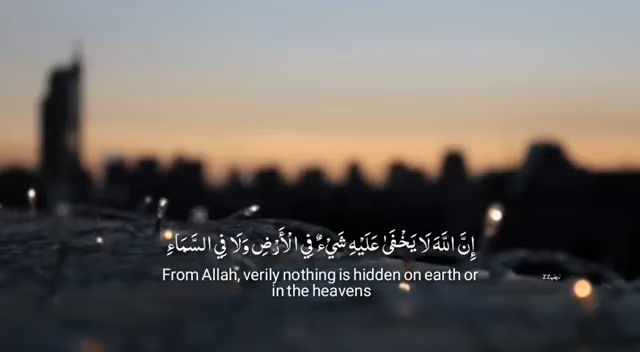 إِنَّ اللَّهَ لَا يَخْفَىٰ عَلَيْهِ شَيْءٌ فِي الْأَرْضِ وَلَا فِي السَّمَاءِ
From Allah, verily nothing is hidden on earth or
in the heavens